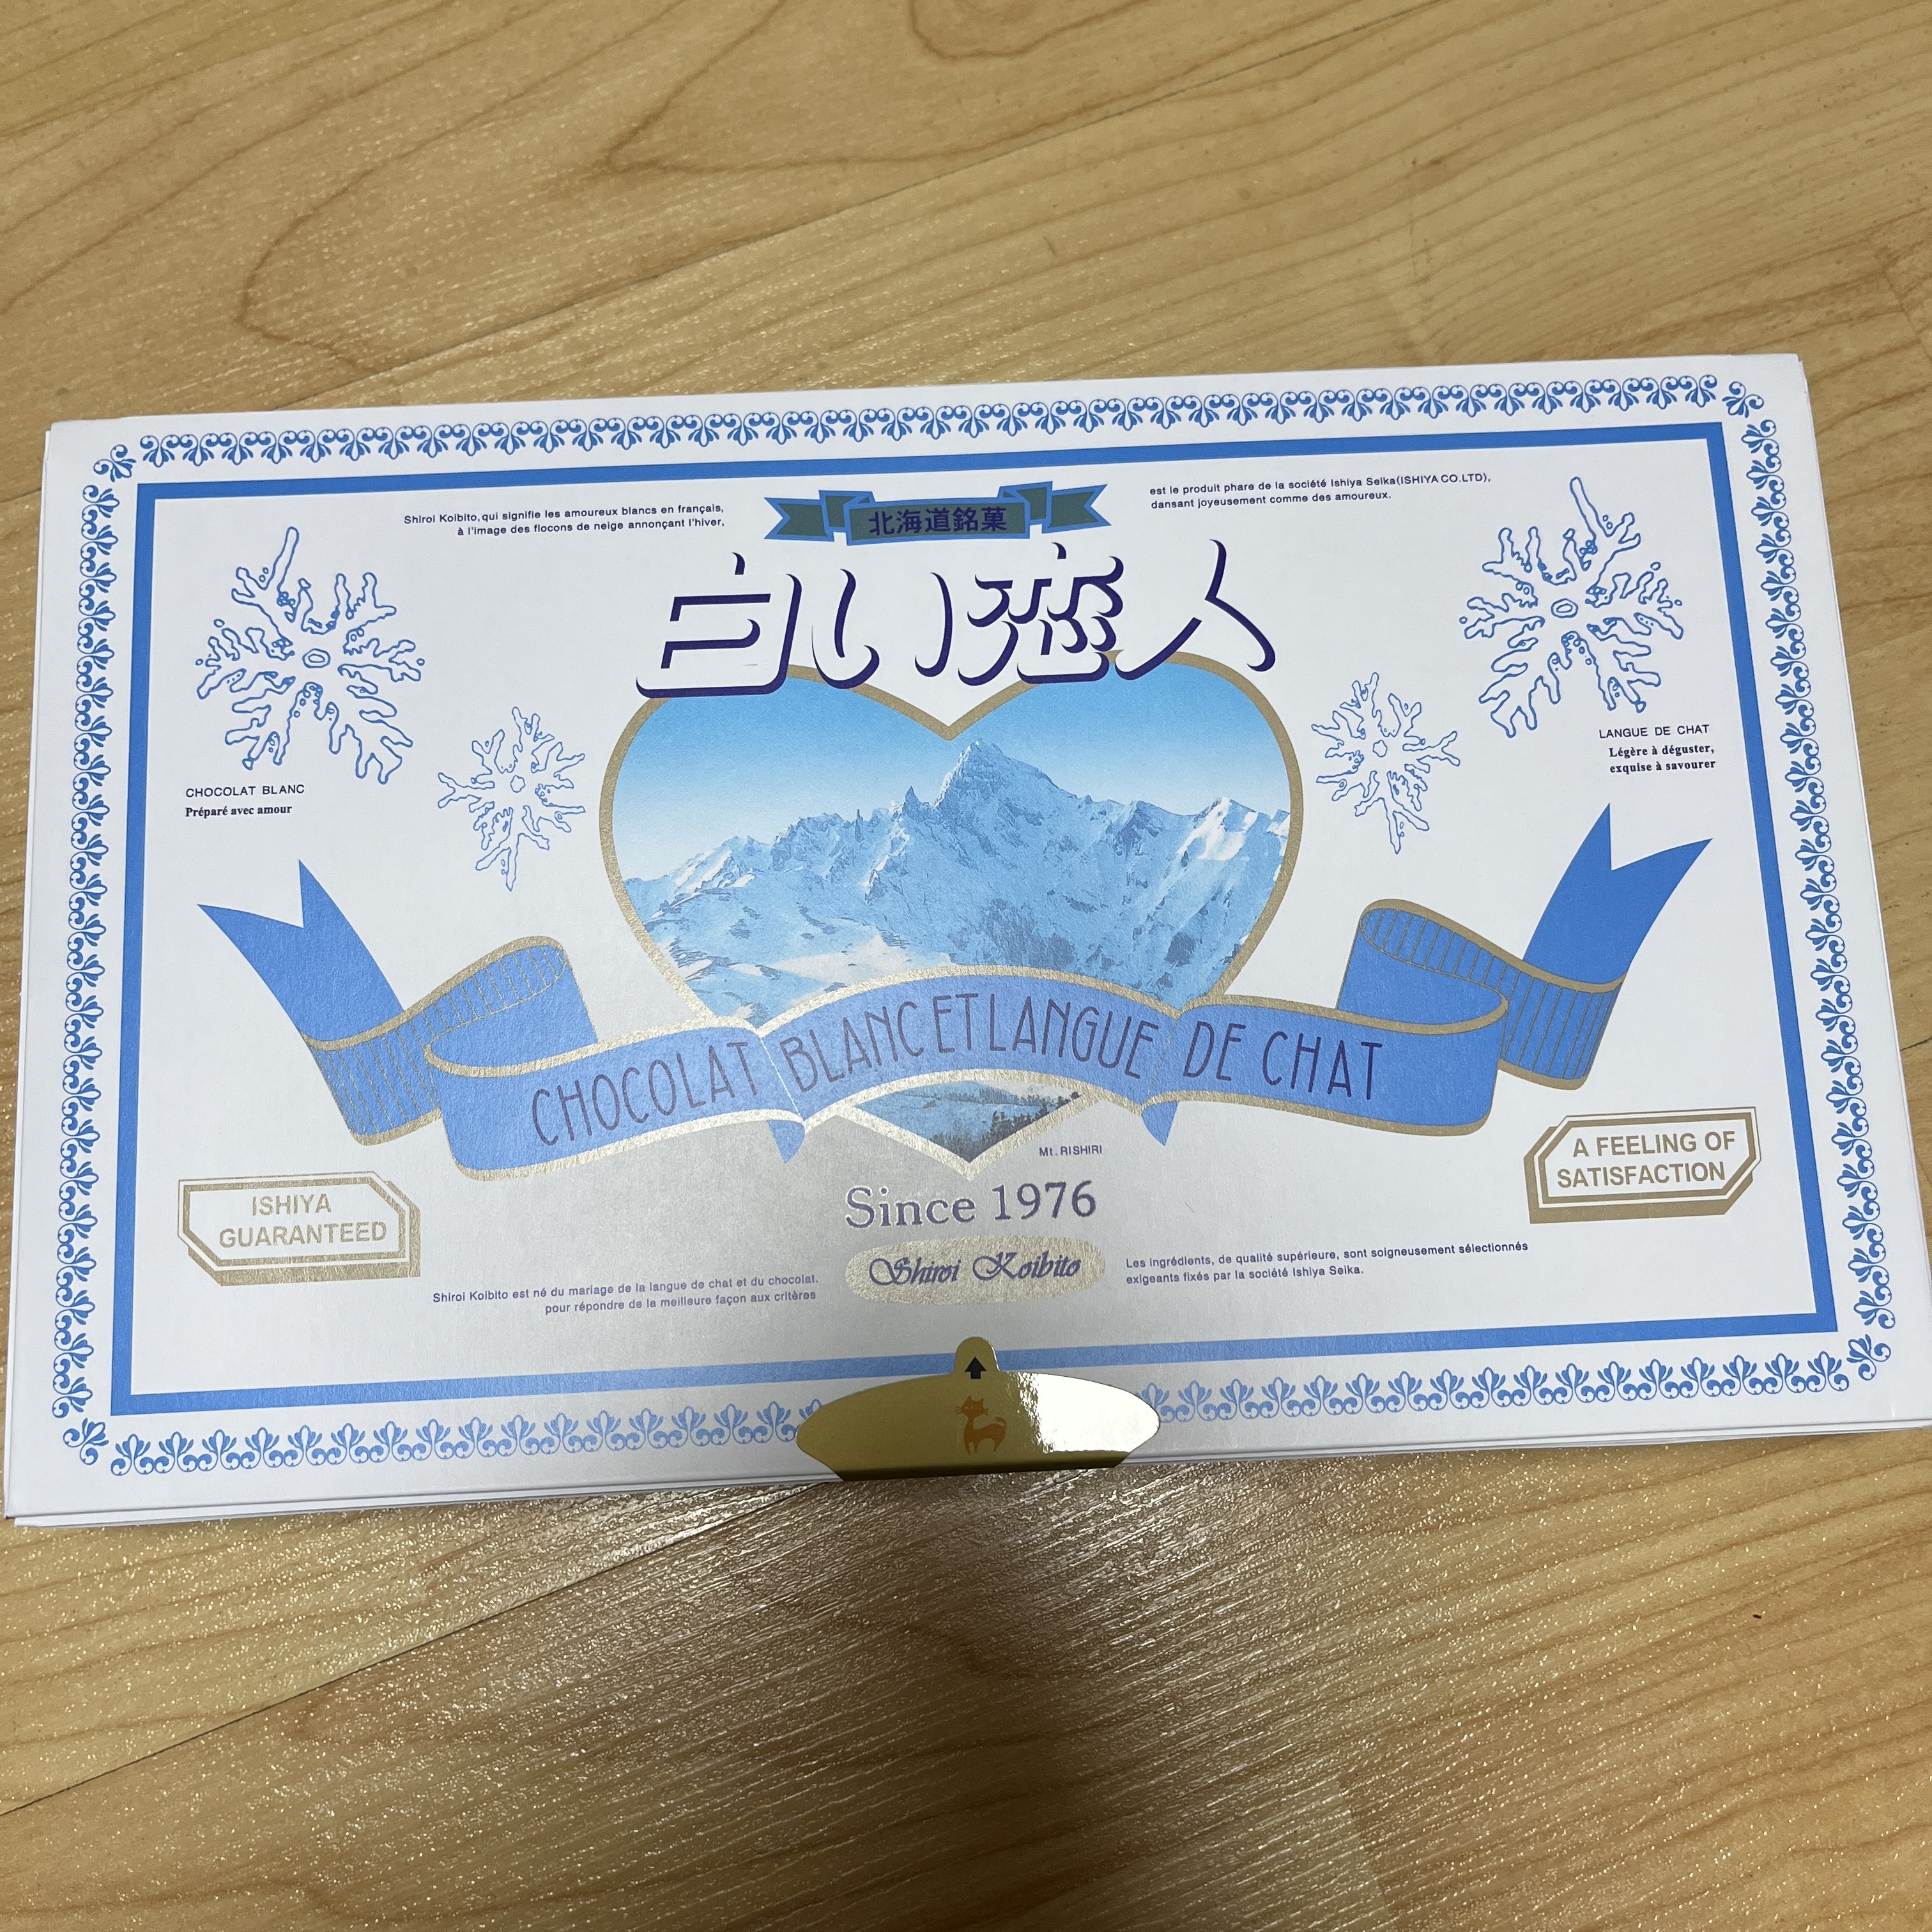 Shiroi Koibito, qui signifie les amoureux blancs en français,
à l'image des flocons de neige annonçant l'hiver,
北海道銘菓
est le produit phare de la société Ishiya Seika(ISHIYA CO.LTD),
dansant joyeusement comme des amoureux.
白い恋人
CHOCOLAT BLANC
Préparé avec amour
LANGUE DE CHAT
Légère à déguster,
exquise à savourer
CHOCOLAT BLANC ET LANGUE DE CHAT
Mt. RISHIRI
ISHIYA
GUARANTEED
A FEELING OF
SATISFACTION
Since 1976
Shiroi Koibito
Shiroi Koibito est né du mariage de la langue de chat et du chocolat.
pour répondre de la meilleure façon aux critères
Les ingrédients, de qualité supérieure, sont soigneusement sélectionnés
exigeants fixés par la société Ishiya Seika.